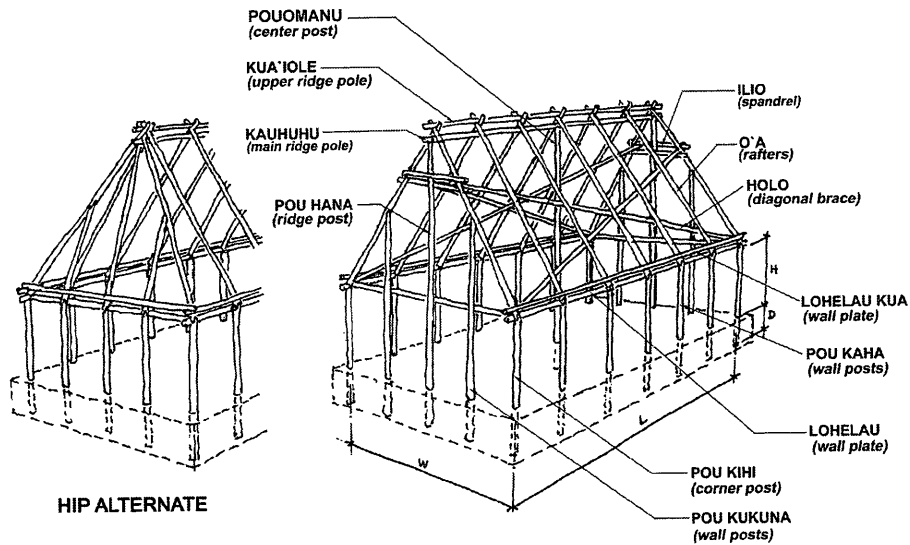 POUOMANU
(center post)
KUA`IOLE
(upper ridge pole)
KAUHUHU
(main ridge pole)
POU HANA
(ridge post)
ILIO
(spandrel)
O`A
(rafters)
HOLO
(diagonal brace)
H
D
LOHELAU KUA
(wall plate)
POU KAHA
(wall posts)
LOHELAU
(wall plate)
L
W
POU KIHI
(corner post)
POU KUKUNA
(wall posts)
HIP ALTERNATE